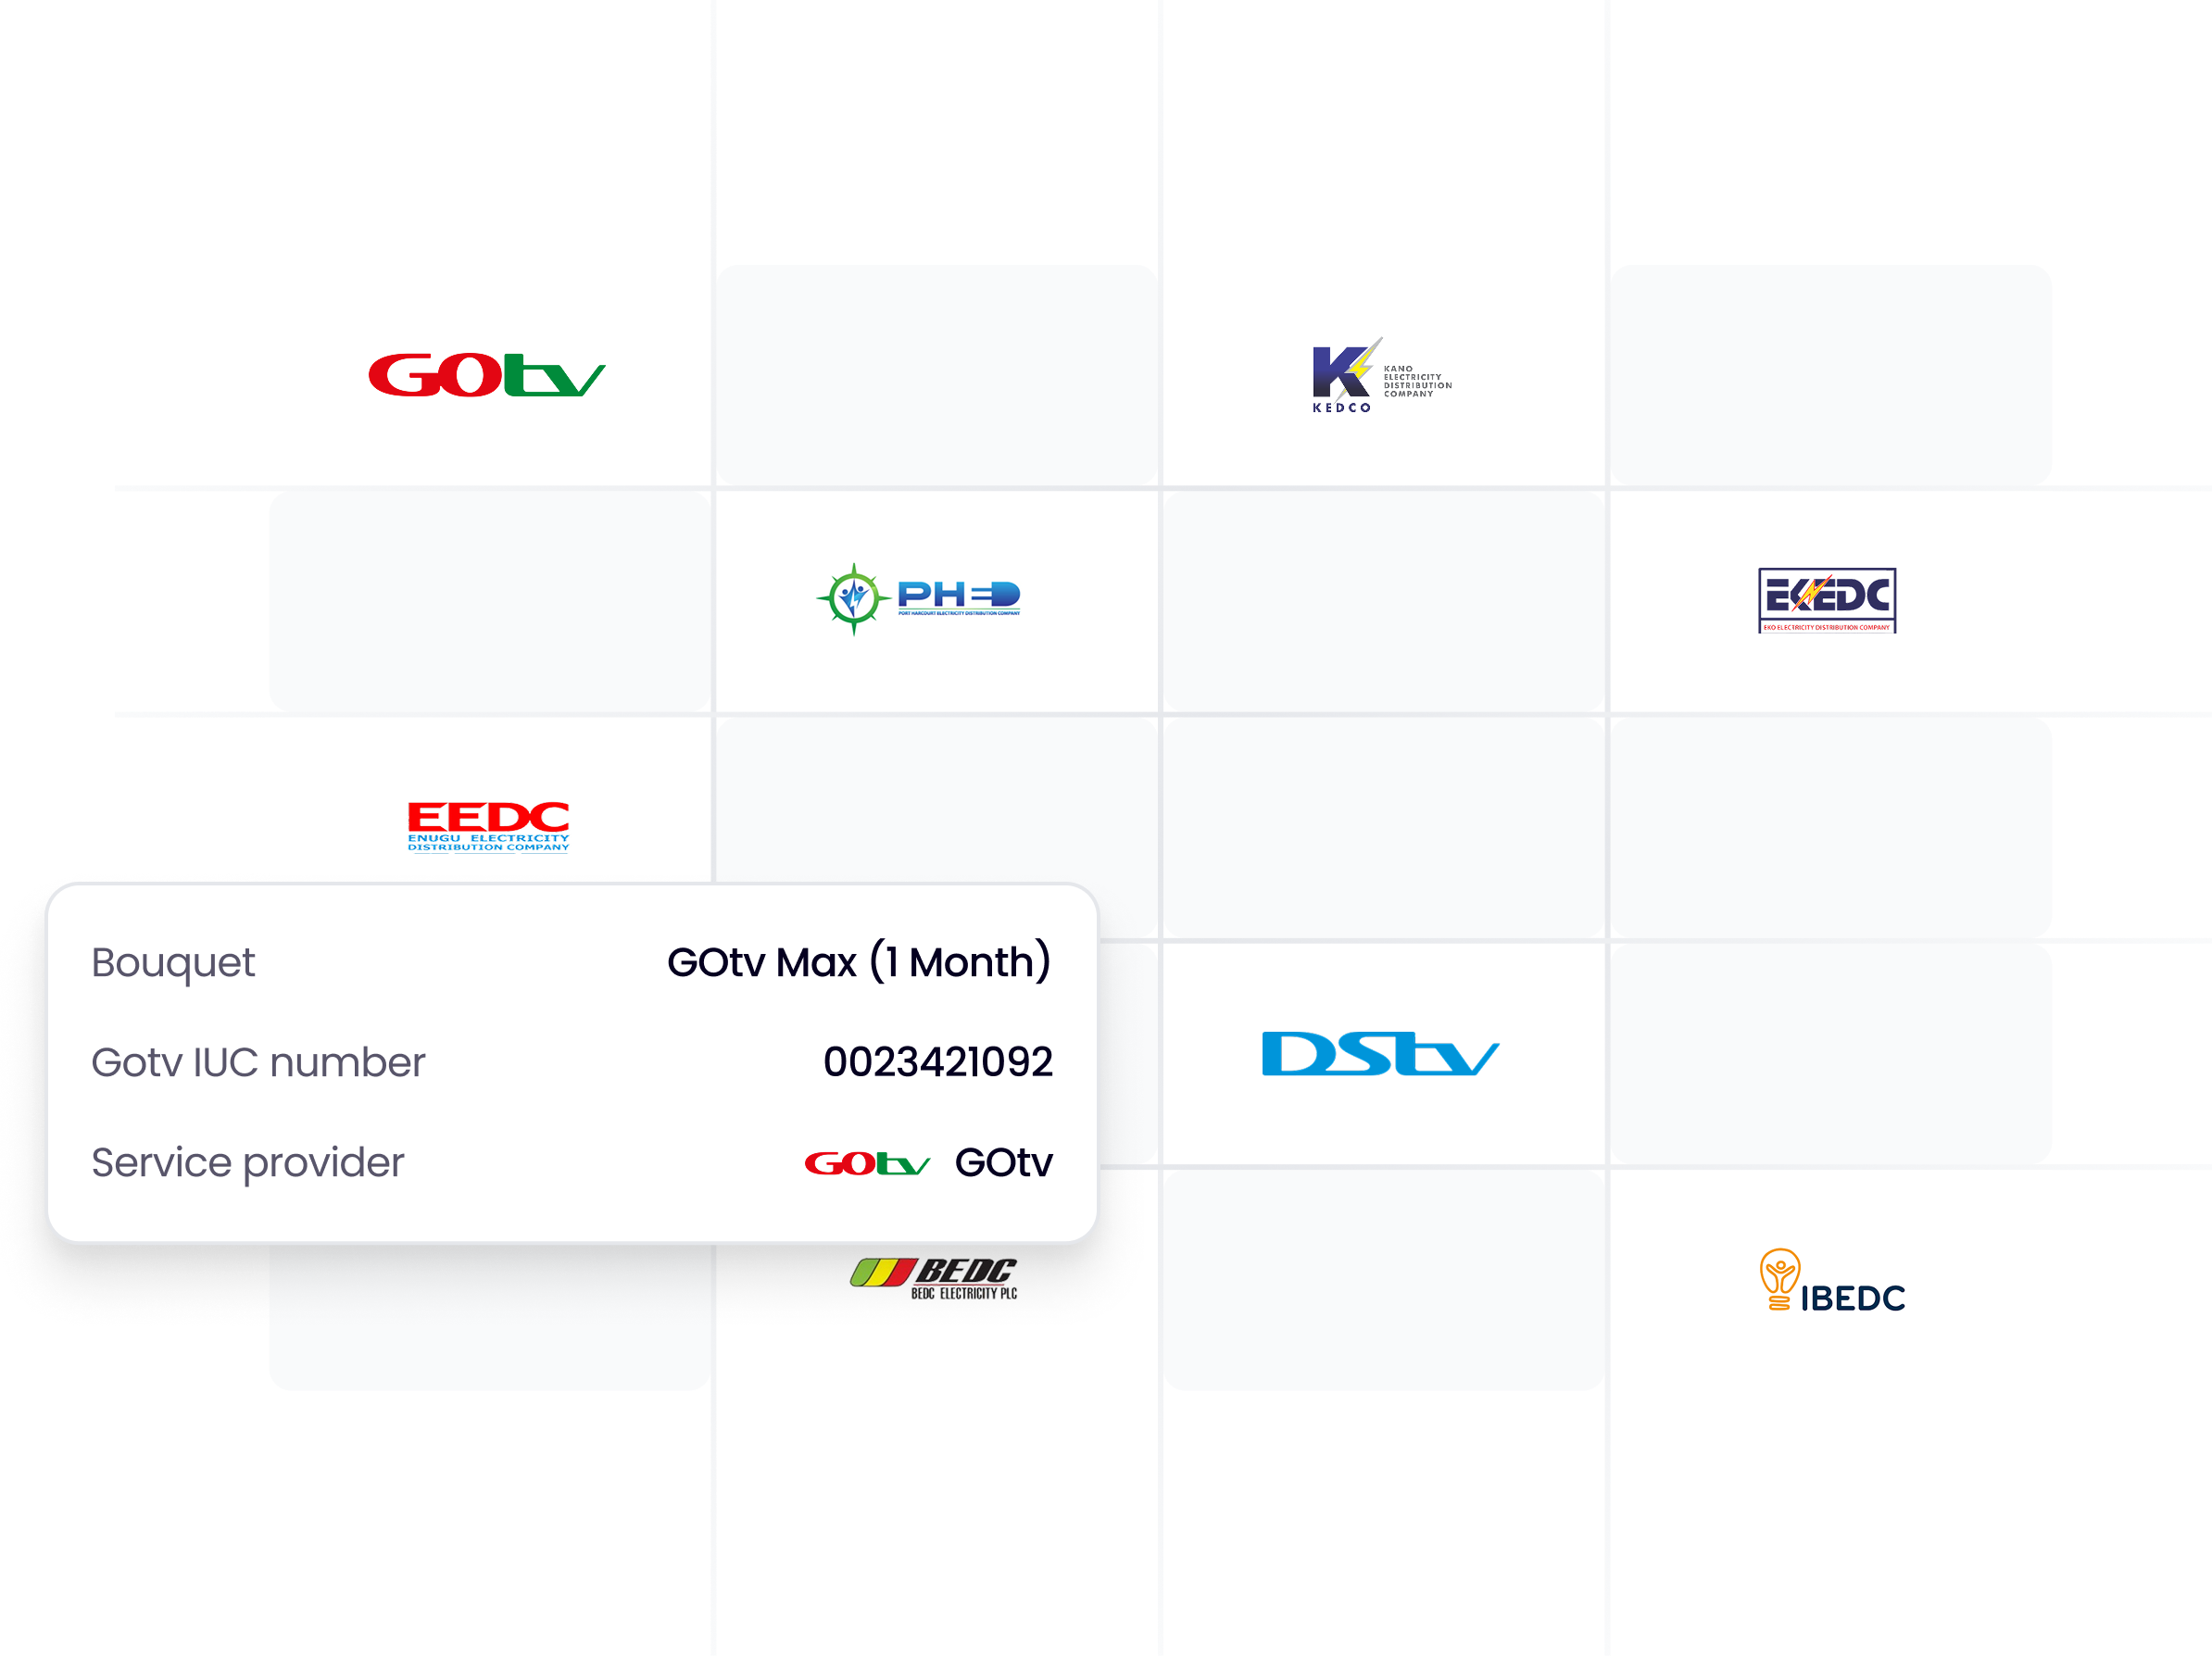 GOtv
KANO
ELECTRICITY
DISTRIBUTION
COMPANY
KEDCO
PHED
PORT HARCOURT ELECTRICITY DISTRIBUTION COMPANY
EKEDC
EKO ELECTRICITY DISTRIBUTION COMPANY
EEDC
ENUGU ELECTRICITY
DISTRIBUTION COMPANY
Bouquet GOtv Max (1 Month)
Gotv IUC number 0023421092
Service provider GOtv GOtv
DStv
BEDC
BEDC ELECTRICITY PLC
IBEDC